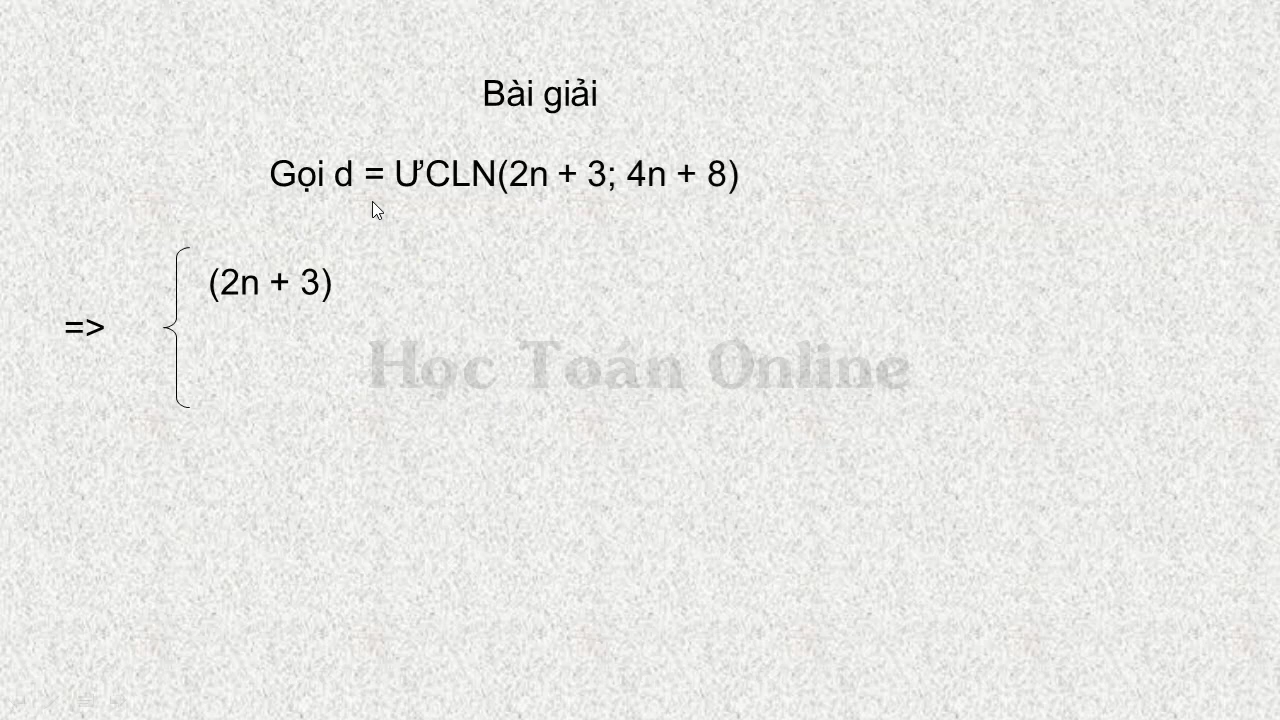 Bài giải
Gọi d = ƯCLN(2n + 3; 4n + 8)
(2n + 3)
=>
Học Toán Online